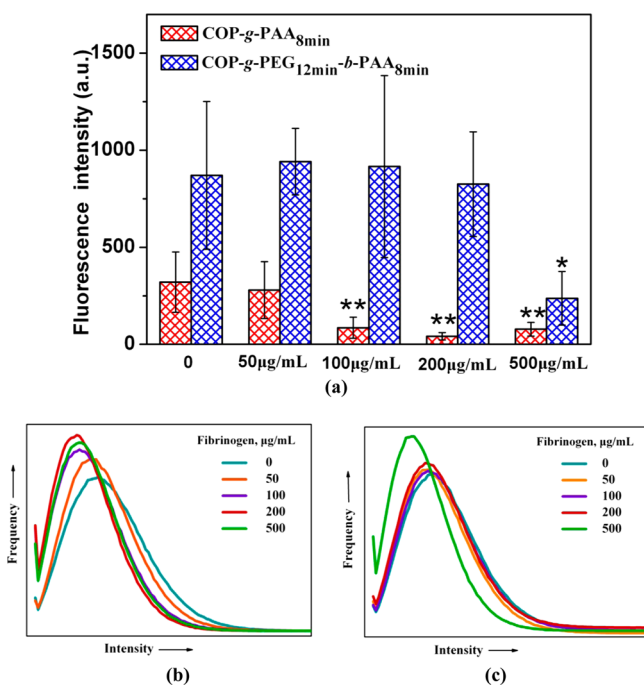 COP-g-PAA8min
COP-g-PEG12min-b-PAA8min
Fluorescence intensity (a.u.)
1500
1000
500
0
** ** ** *
0 50μg/mL 100μg/mL 200μg/mL 500μg/mL
(a)
Fibrinogen, μg/mL
0
50
100
200
500
Frequency
Intensity
(b)
Fibrinogen, μg/mL
0
50
100
200
500
Frequency
Intensity
(c)